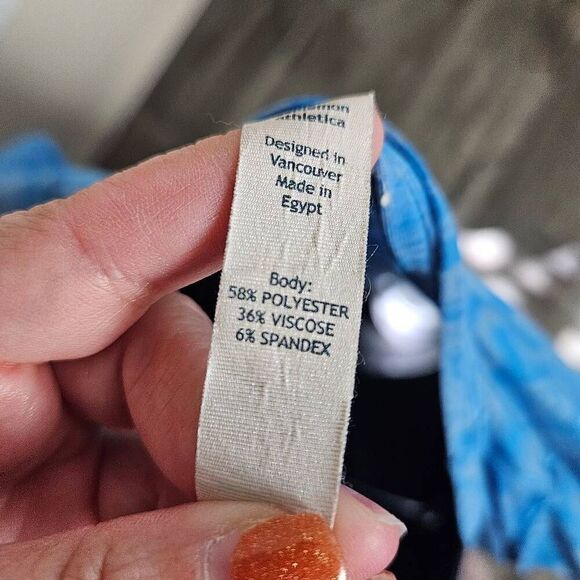 athletica
Designed in
Vancouver
Made in
Egypt
Body:
58% POLYESTER
36% VISCOSE
6% SPANDEX